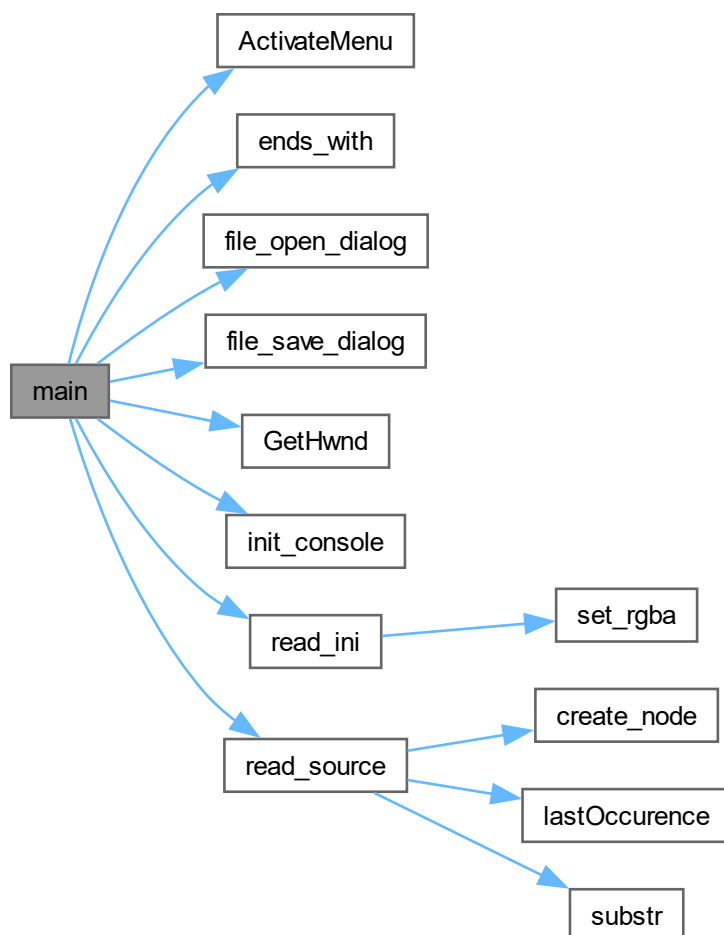 ActivateMenu
ends_with
file_open_dialog
file_save_dialog
main
GetHwnd
init_console
set_rgba
read_ini
create_node
read_source
lastOccurence
substr